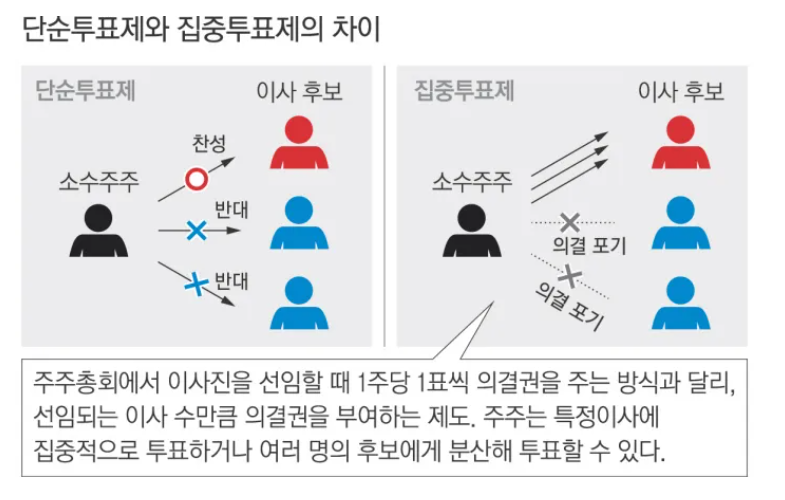 단순투표제와 집중투표제의 차이
단순투표제
이사 후보
찬성
소수주주
반대
반대
집중투표제
이사 후보
소수주주
의결 포기
의결 포기
주주총회에서 이사진을 선임할 때 1주당 1표씩 의결권을 주는 방식과 달리,
선임되는 이사 수만큼 의결권을 부여하는 제도. 주주는 특정이사에
집중적으로 투표하거나 여러 명의 후보에게 분산해 투표할 수 있다.